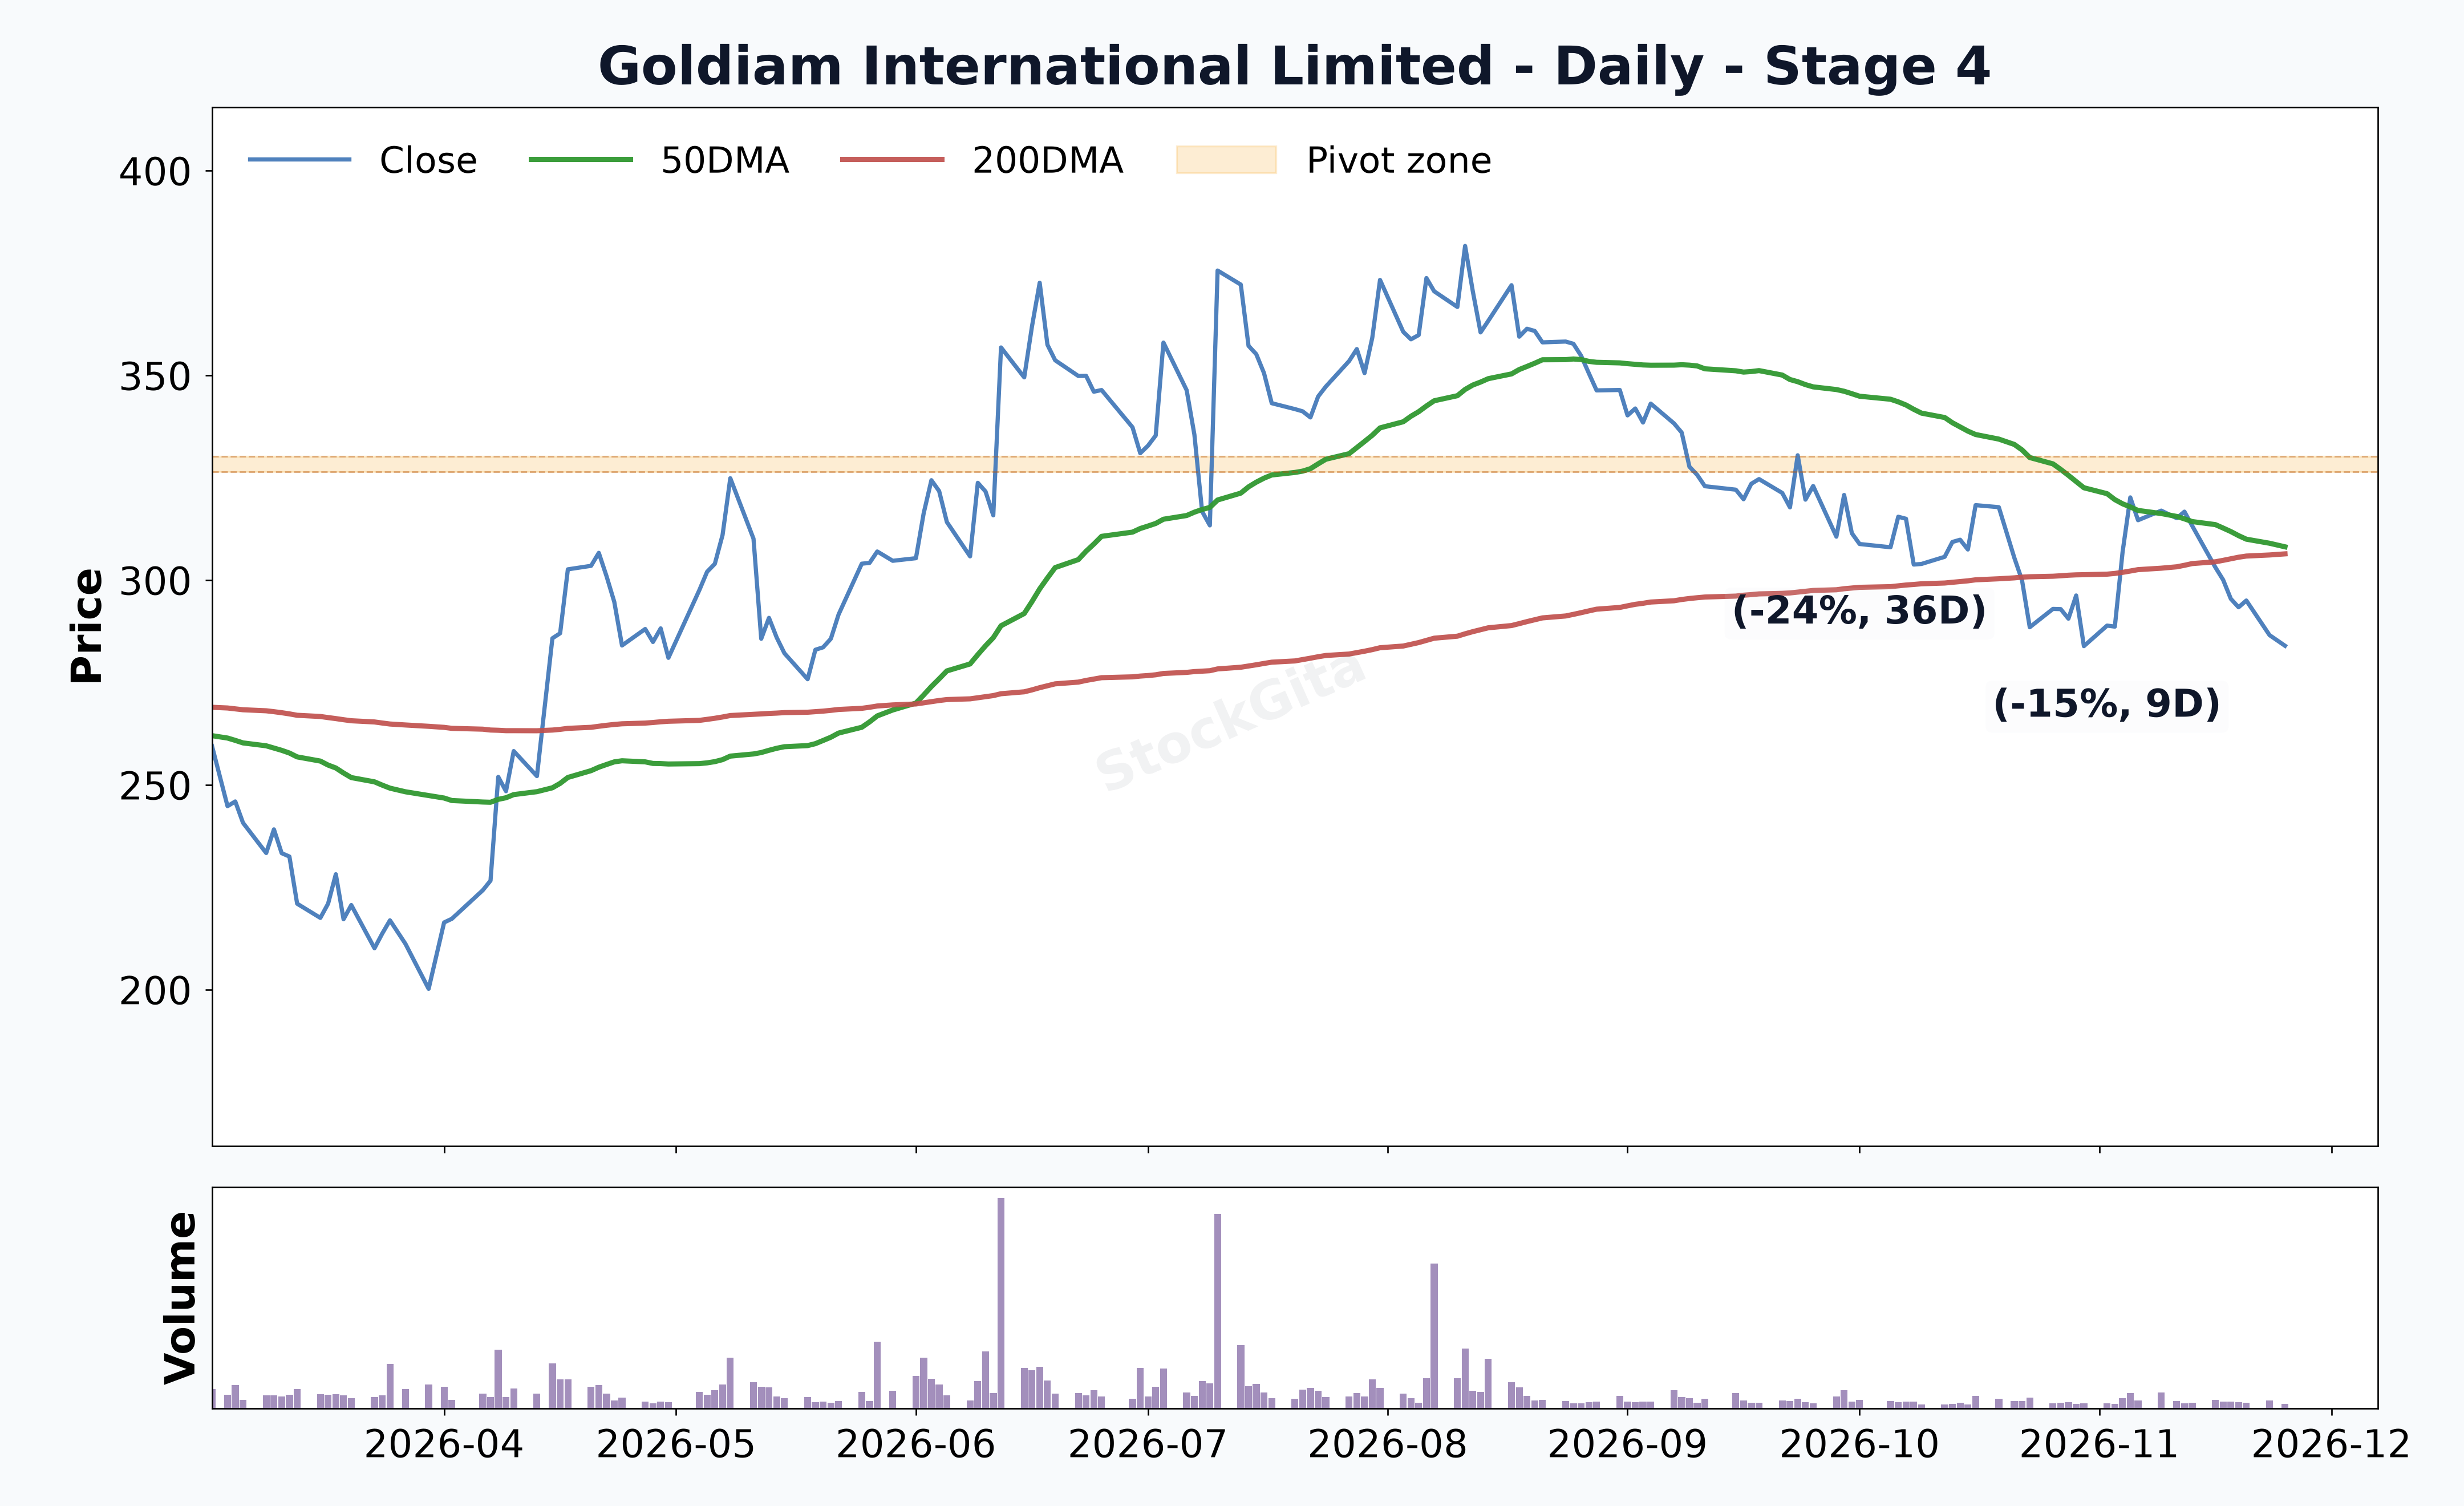 Goldiam International Limited - Daily - Stage 4
Close 50DMA 200DMA Pivot zone
400
350
300
250
200
Price
(-24%, 36D)
(-15%, 9D)
StockGita
Volume
2026-04 2026-05 2026-06 2026-07 2026-08 2026-09 2026-10 2026-11 2026-12